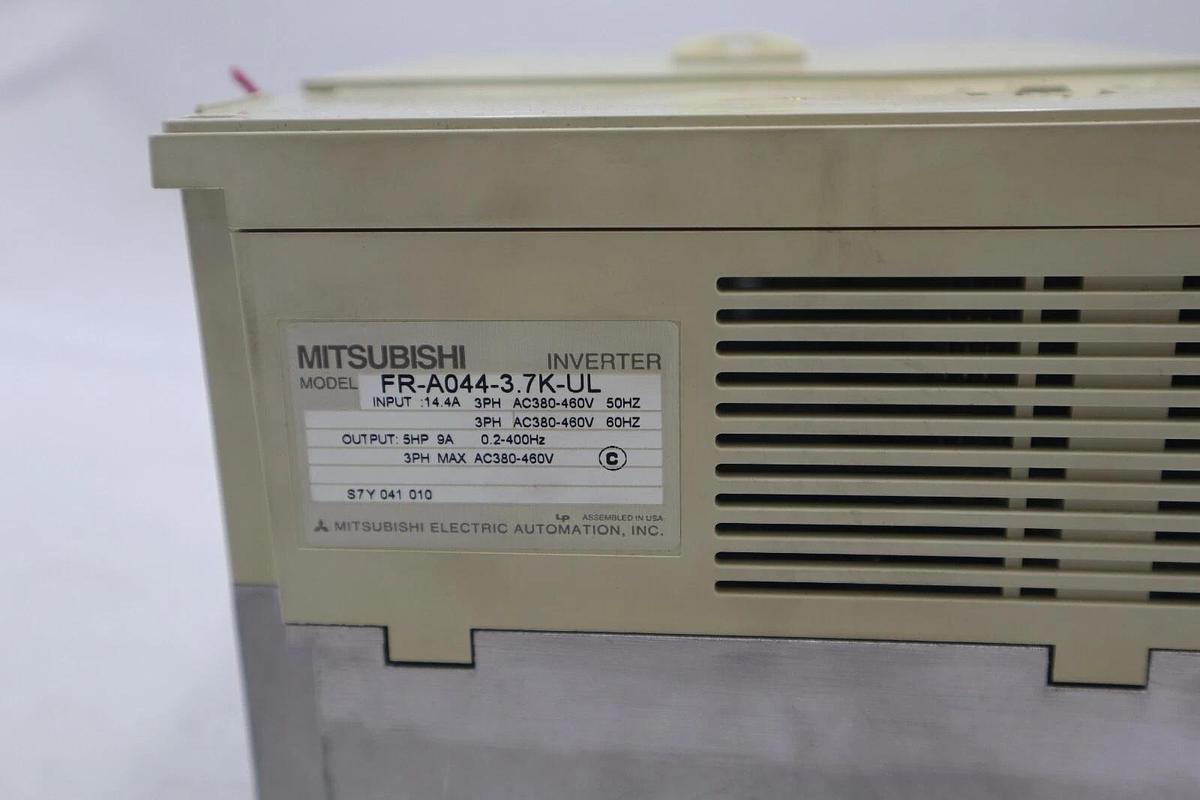 MITSUBISHI INVERTER
MODEL FR-A044-3.7K-UL
INPUT :14.4A 3PH AC380-460V 50HZ
3PH AC380-460V 60HZ
OUTPUT: 5HP 9A 0.2-400Hz
3PH MAX AC380-460V C
S7Y 041 010
LP ASSEMBLED IN USA
MITSUBISHI ELECTRIC AUTOMATION, INC.